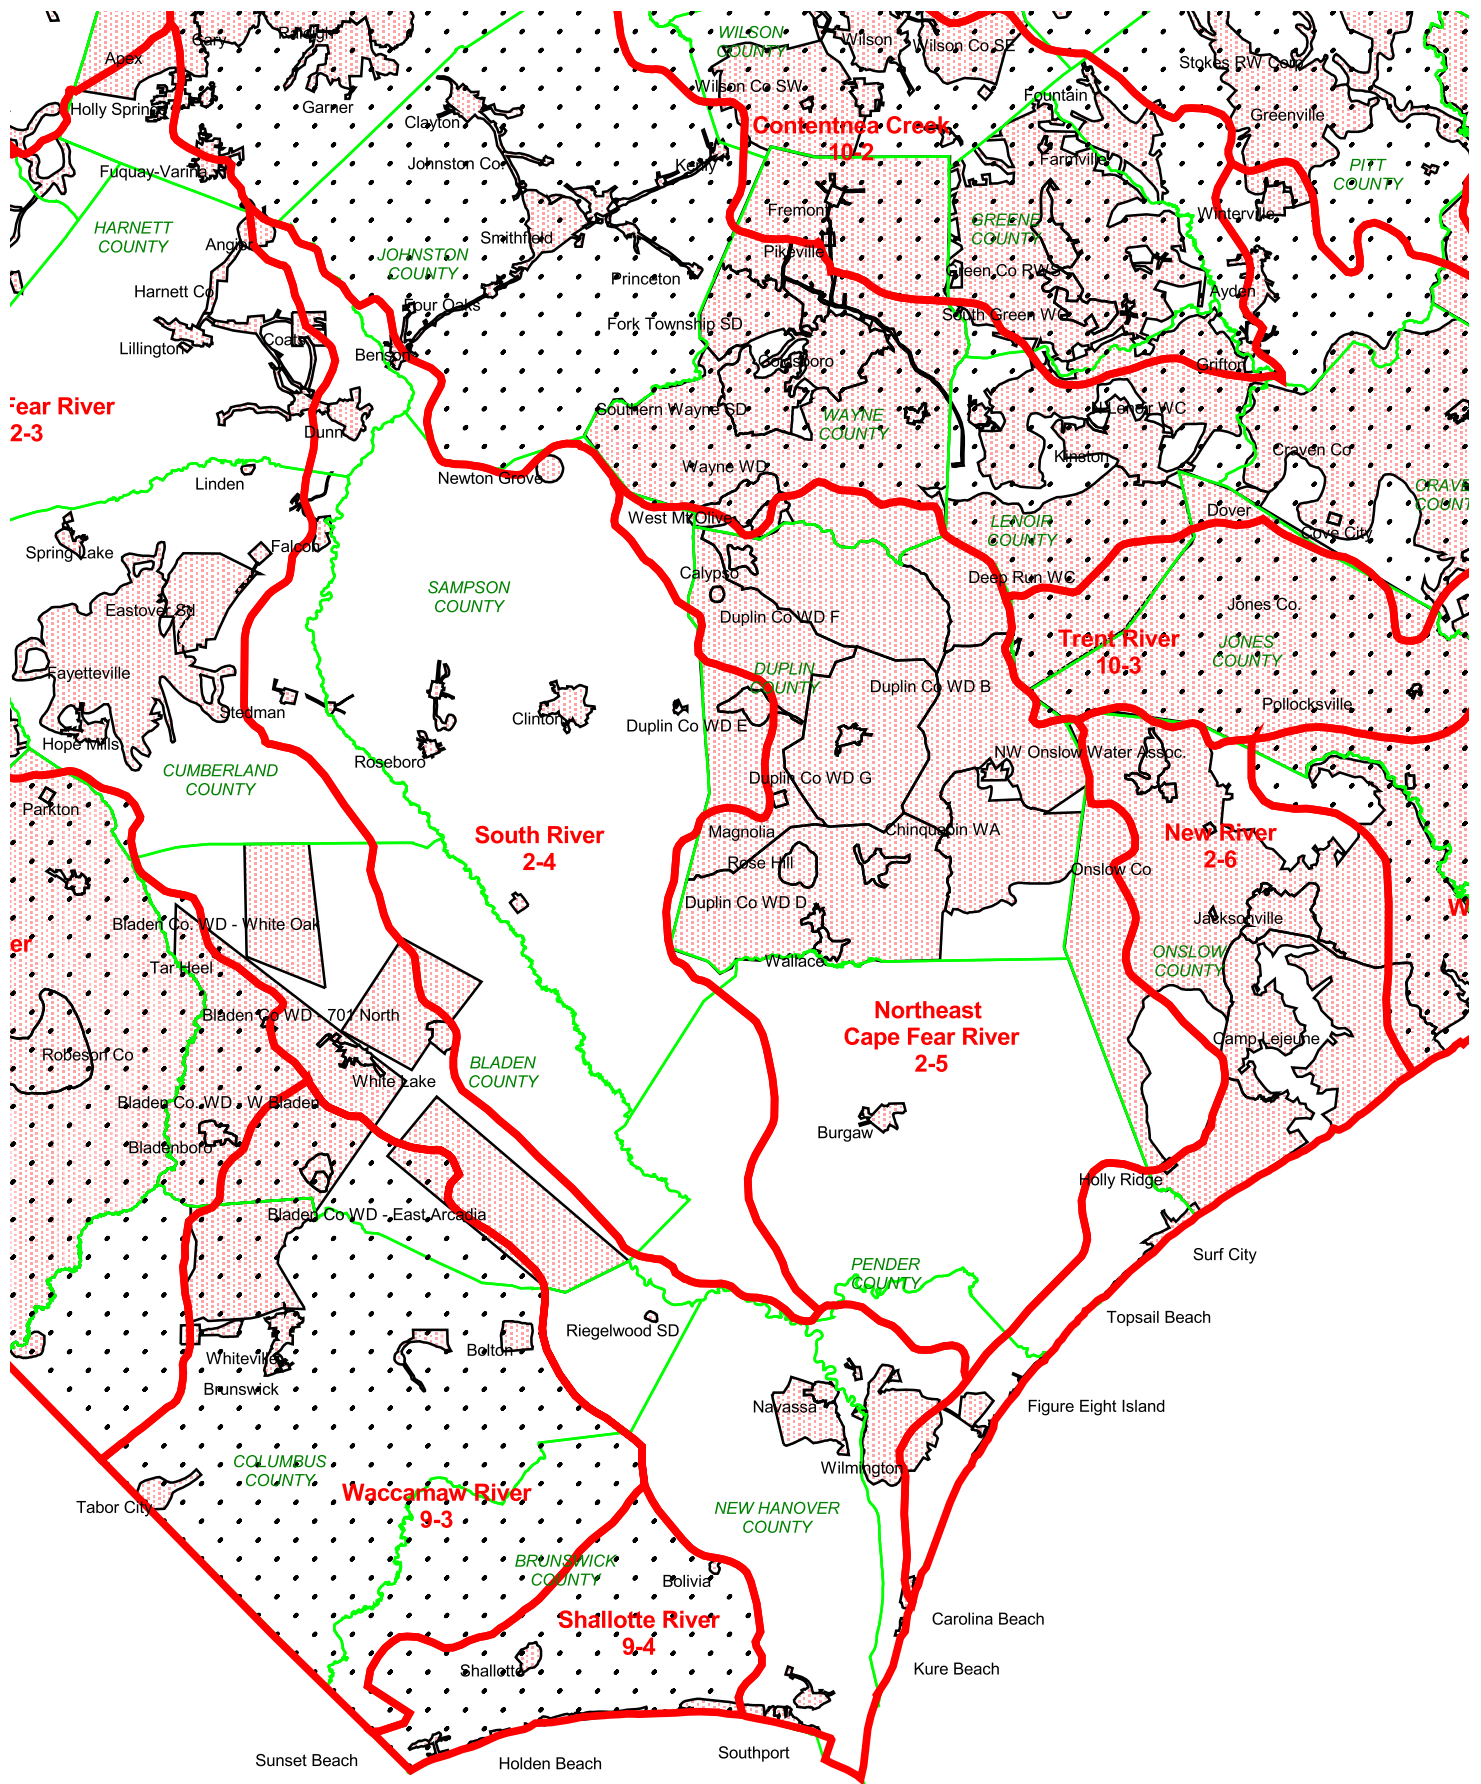 WILSON
COUNTY
Wilson
Wilson Co SE
Cary
Raleigh
Apex
Stokes RW Corp
Wilson Co SW
Fountain
Holly Springs
Garner
Clayton
Greenville
Contentnea Creek
10-2
Johnston Co.
Kenly
Farmville
PITT
COUNTY
Fuquay-Varina
Fremont
Winterville
HARNETT
COUNTY
GREENE
COUNTY
Angier
Smithfield
JOHNSTON
COUNTY
Pikeville
Princeton
Green Co RWS
Harnett Co
Ayden
Four Oaks
South Green WC
Fork Township SD
Lillington
Coats
Benson
Goldsboro
Grifton
Fear River
2-3
Southern Wayne SD
WAYNE
COUNTY
N Lenoir WC
Dunn
Craven Co
Kinston
Wayne WD
Newton Grove
Linden
CRAVE
COUNT
Dover
West Mt Olive
LENOIR
COUNTY
Cove City
Spring Lake
Falcon
Calypso
Deep Run WC
SAMPSON
COUNTY
Eastover Sd
Duplin Co WD F
Jones Co.
Trent River
10-3
JONES
COUNTY
Fayetteville
DUPLIN
COUNTY
Duplin Co WD B
Pollocksville
Stedman
Clinton
Duplin Co WD E
Hope Mills
Roseboro
NW Onslow Water Assoc.
CUMBERLAND
COUNTY
Duplin Co WD G
Parkton
South River
2-4
Magnolia
Chinquapin WA
New River
2-6
Rose Hill
Onslow Co
Duplin Co WD D
Jacksonville
W
Bladen Co. WD - White Oak
er
Tar Heel
Wallace
ONSLOW
COUNTY
Bladen Co WD - 701 North
Northeast
Cape Fear River
2-5
Camp Lejeune
Robeson Co
White Lake
BLADEN
COUNTY
Bladen Co. WD - W Bladen
Burgaw
Bladenboro
Holly Ridge
Bladen Co WD - East Arcadia
Surf City
PENDER
COUNTY
Topsail Beach
Riegelwood SD
Whiteville
Bolton
Brunswick
Navassa
Figure Eight Island
COLUMBUS
COUNTY
Wilmington
Tabor City
Waccamaw River
9-3
NEW HANOVER
COUNTY
BRUNSWICK
COUNTY
Bolivia
Shallotte River
9-4
Carolina Beach
Shallotte
Kure Beach
Sunset Beach
Holden Beach
Southport